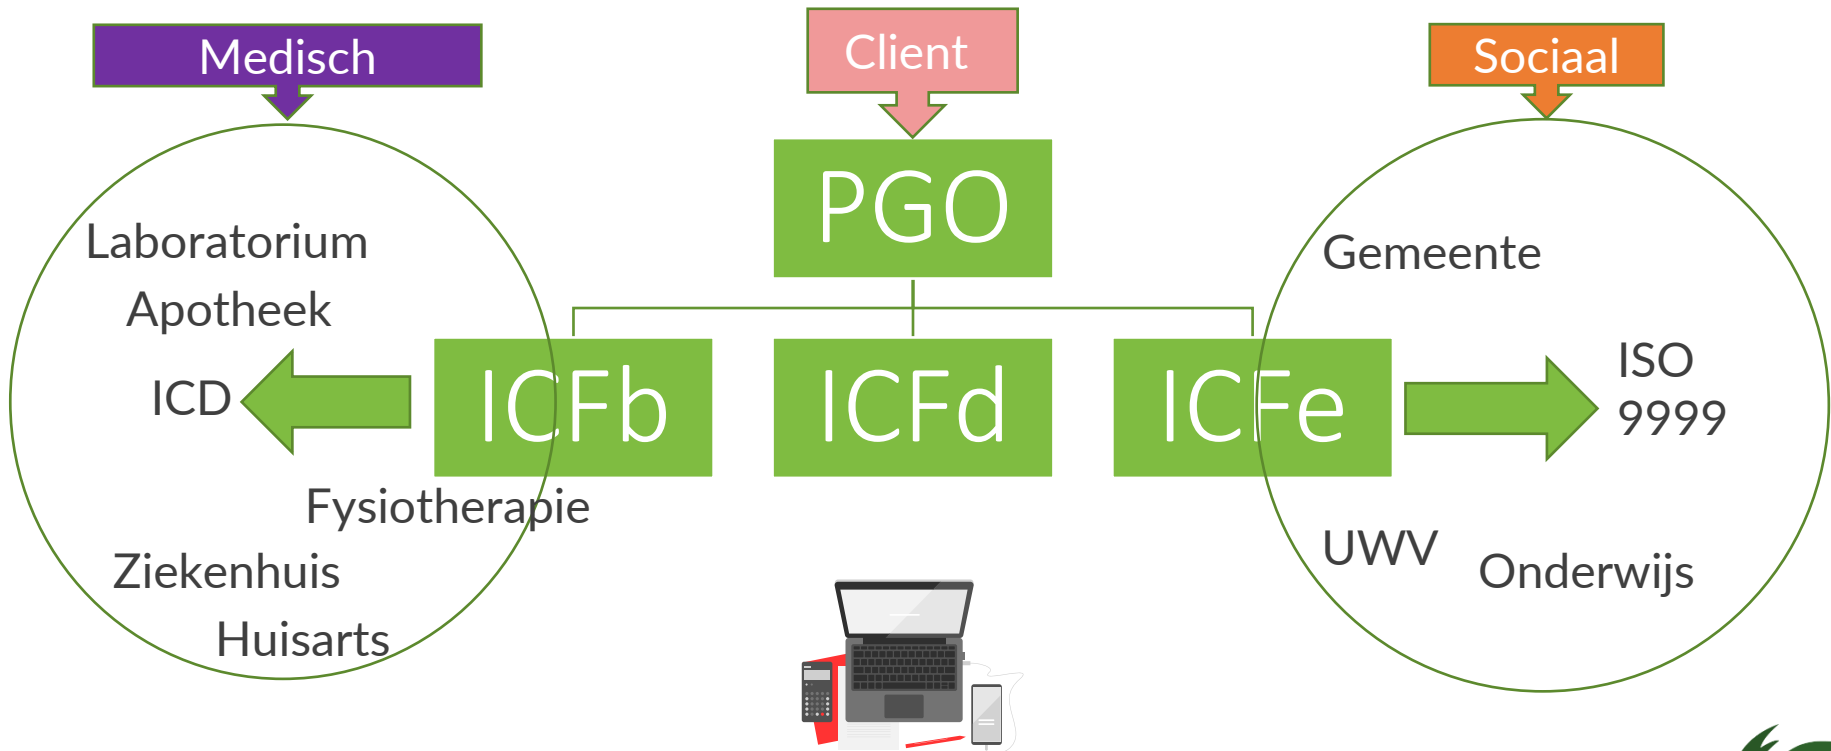 Medisch
Client
Sociaal
PGO
Laboratorium
Apotheek
ICD
ICFb
ICFd
ICFe
Gemeente
ISO
9999
Fysiotherapie
Ziekenhuis
Huisarts
UWV
Onderwijs